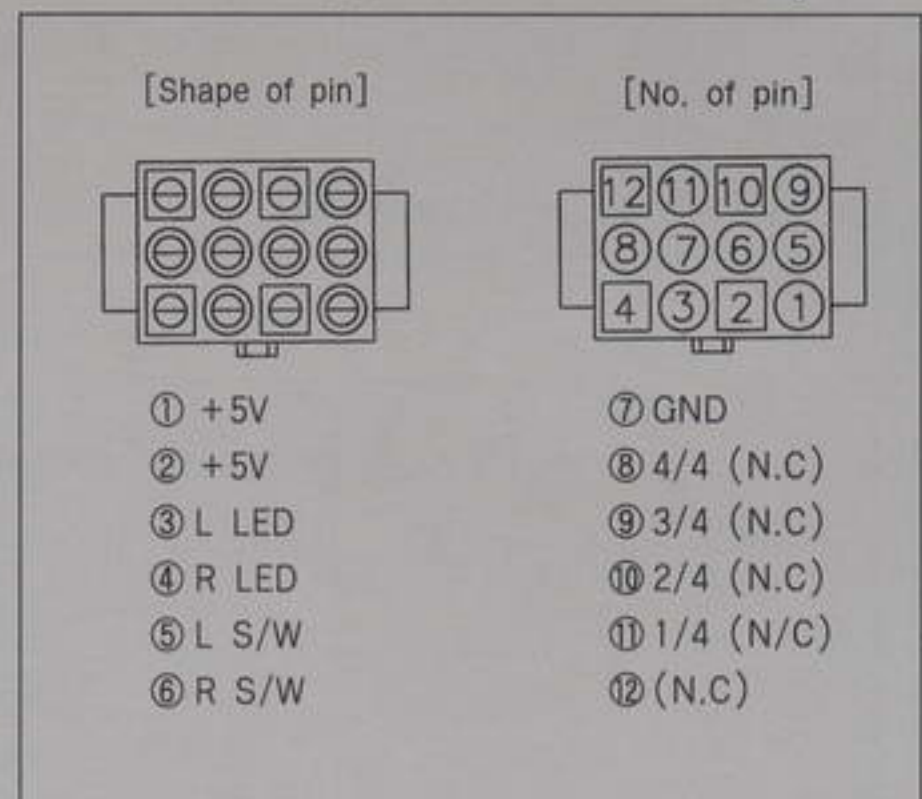 [Shape of pin]
[No. of pin]
12 11 10 9
8 7 6 5
4 3 2 1
① +5V
② +5V
③ L LED
④ R LED
⑤ L S/W
⑥ R S/W
⑦ GND
⑧ 4/4 (N.C)
⑨ 3/4 (N.C)
⑩ 2/4 (N.C)
⑪ 1/4 (N/C)
⑫ (N.C)